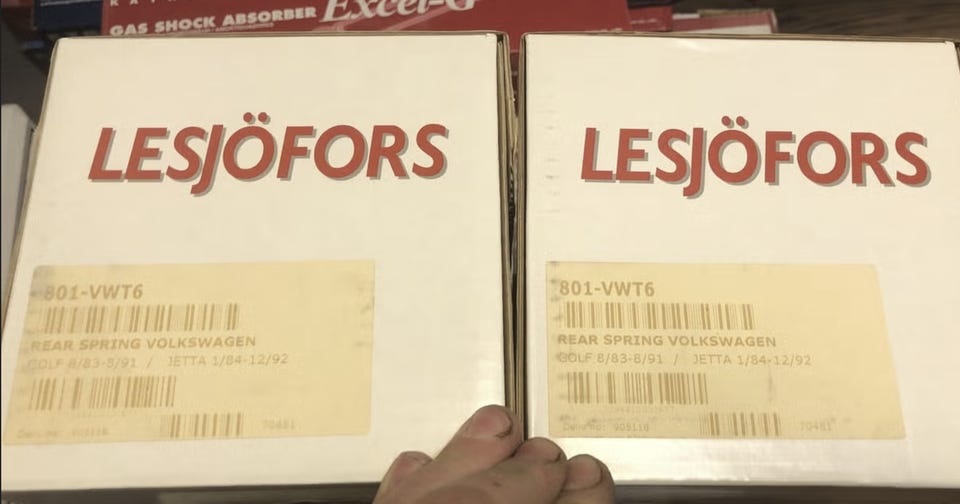 GAS SHOCK ABSORBER Excel-G
LESJÖFORS
801-VWT6
REAR SPRING VOLKSWAGEN
GOLF 8/83-8/91 / JETTA 1/84-12/92
70481
LESJÖFORS
801-VWT6
REAR SPRING VOLKSWAGEN
GOLF 8/83-8/91 / JETTA 1/84-12/92
905116
70481